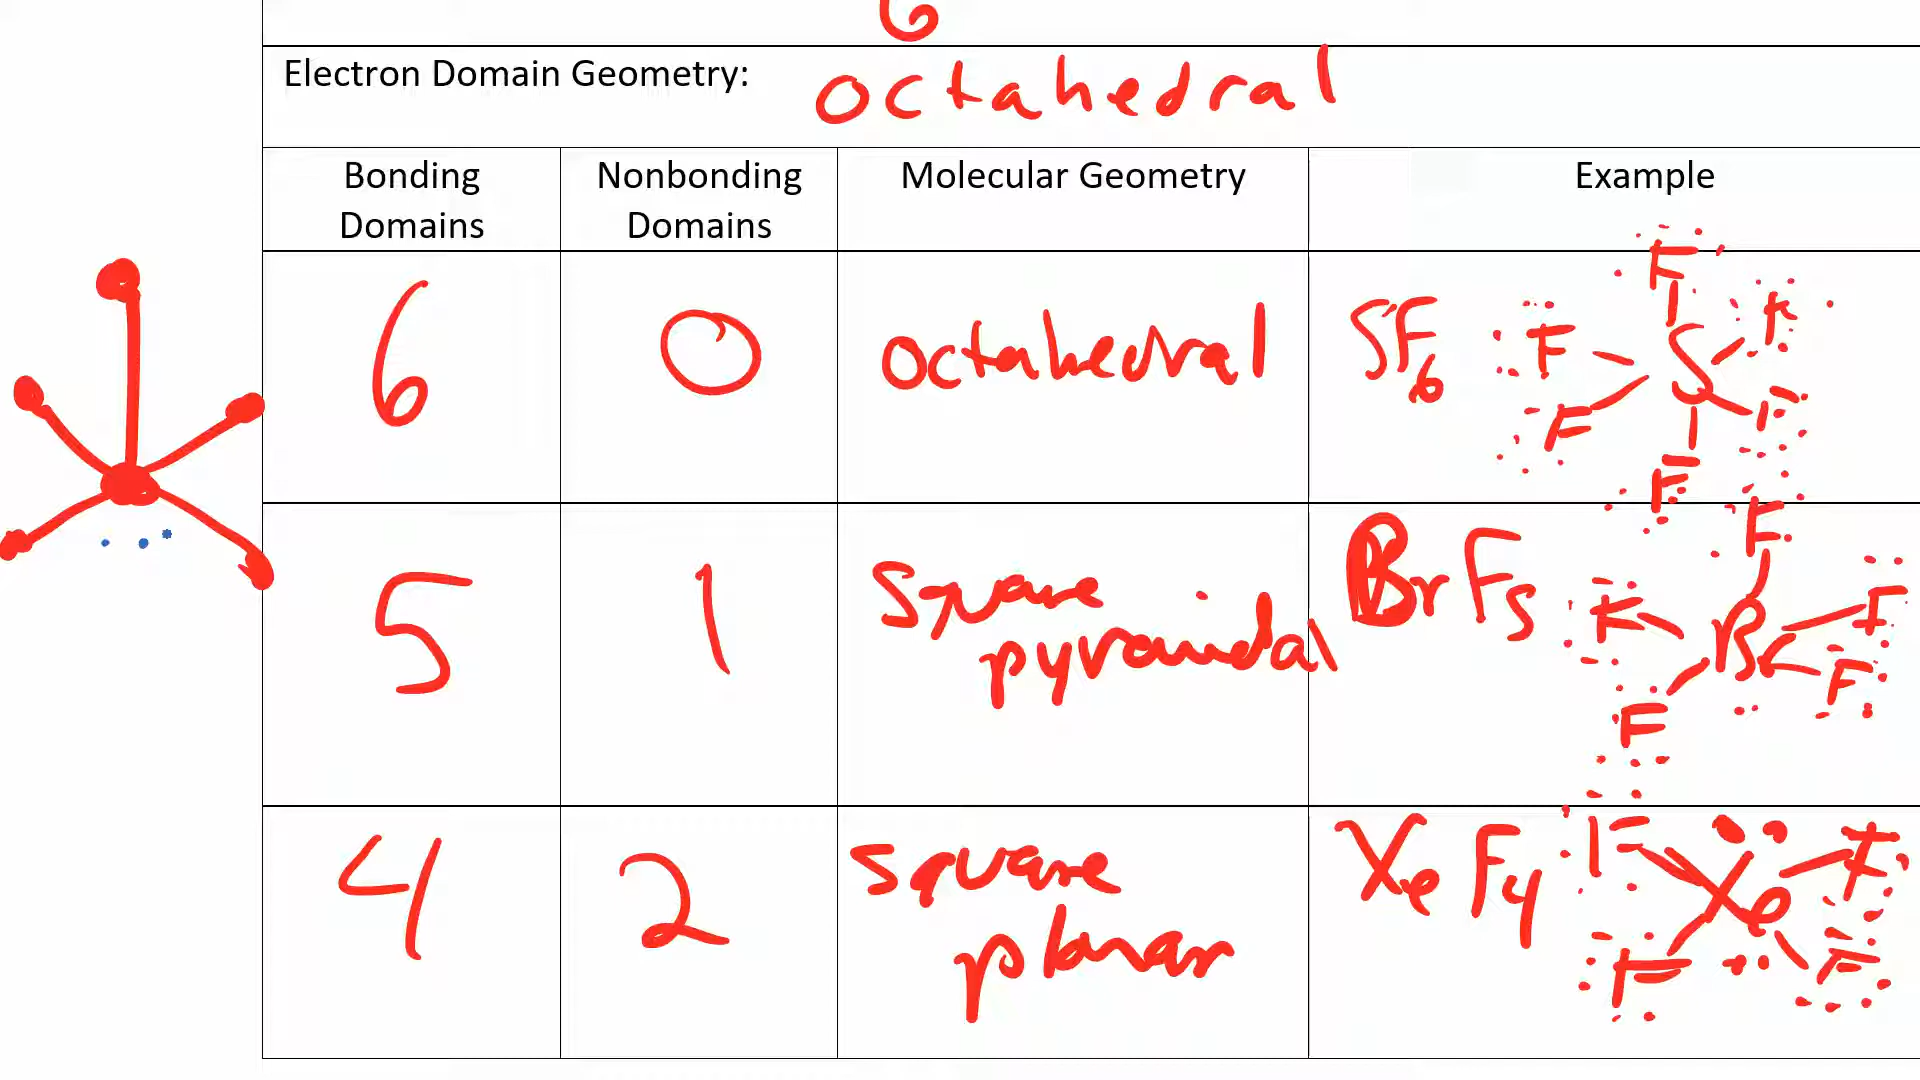 6
Electron Domain Geometry: octahedral
Bonding Domains Nonbonding Domains Molecular Geometry Example
6 0 octahedral SF6 F F F S F F F
5 1 square pyramidal BrF5 F F F Br F F
4 2 square planar XeF4 F F Xe F F